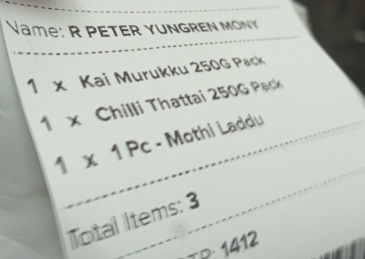 Name: R PETER YUNGREN MONY
1 x Kai Murukku 250G Pack
1 x Chilli Thattai 250G Pack
1 x 1 Pc - Mothi Laddu
Total Items: 3
1412